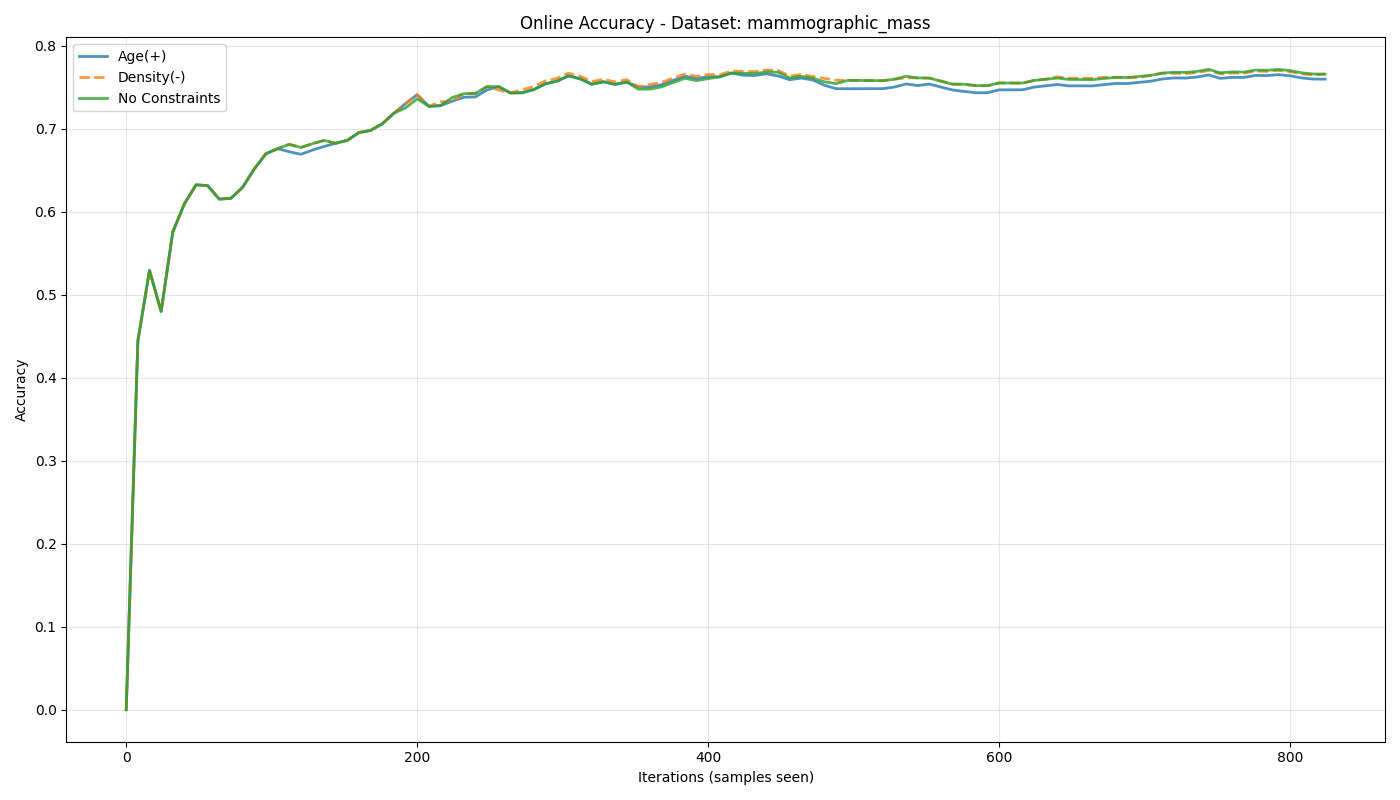 Online Accuracy - Dataset: mammographic_mass
Age(+)
Density(-)
No Constraints
0.8
0.7
0.6
0.5
0.4
0.3
0.2
0.1
0.0
Accuracy
0 200 400 600 800
Iterations (samples seen)